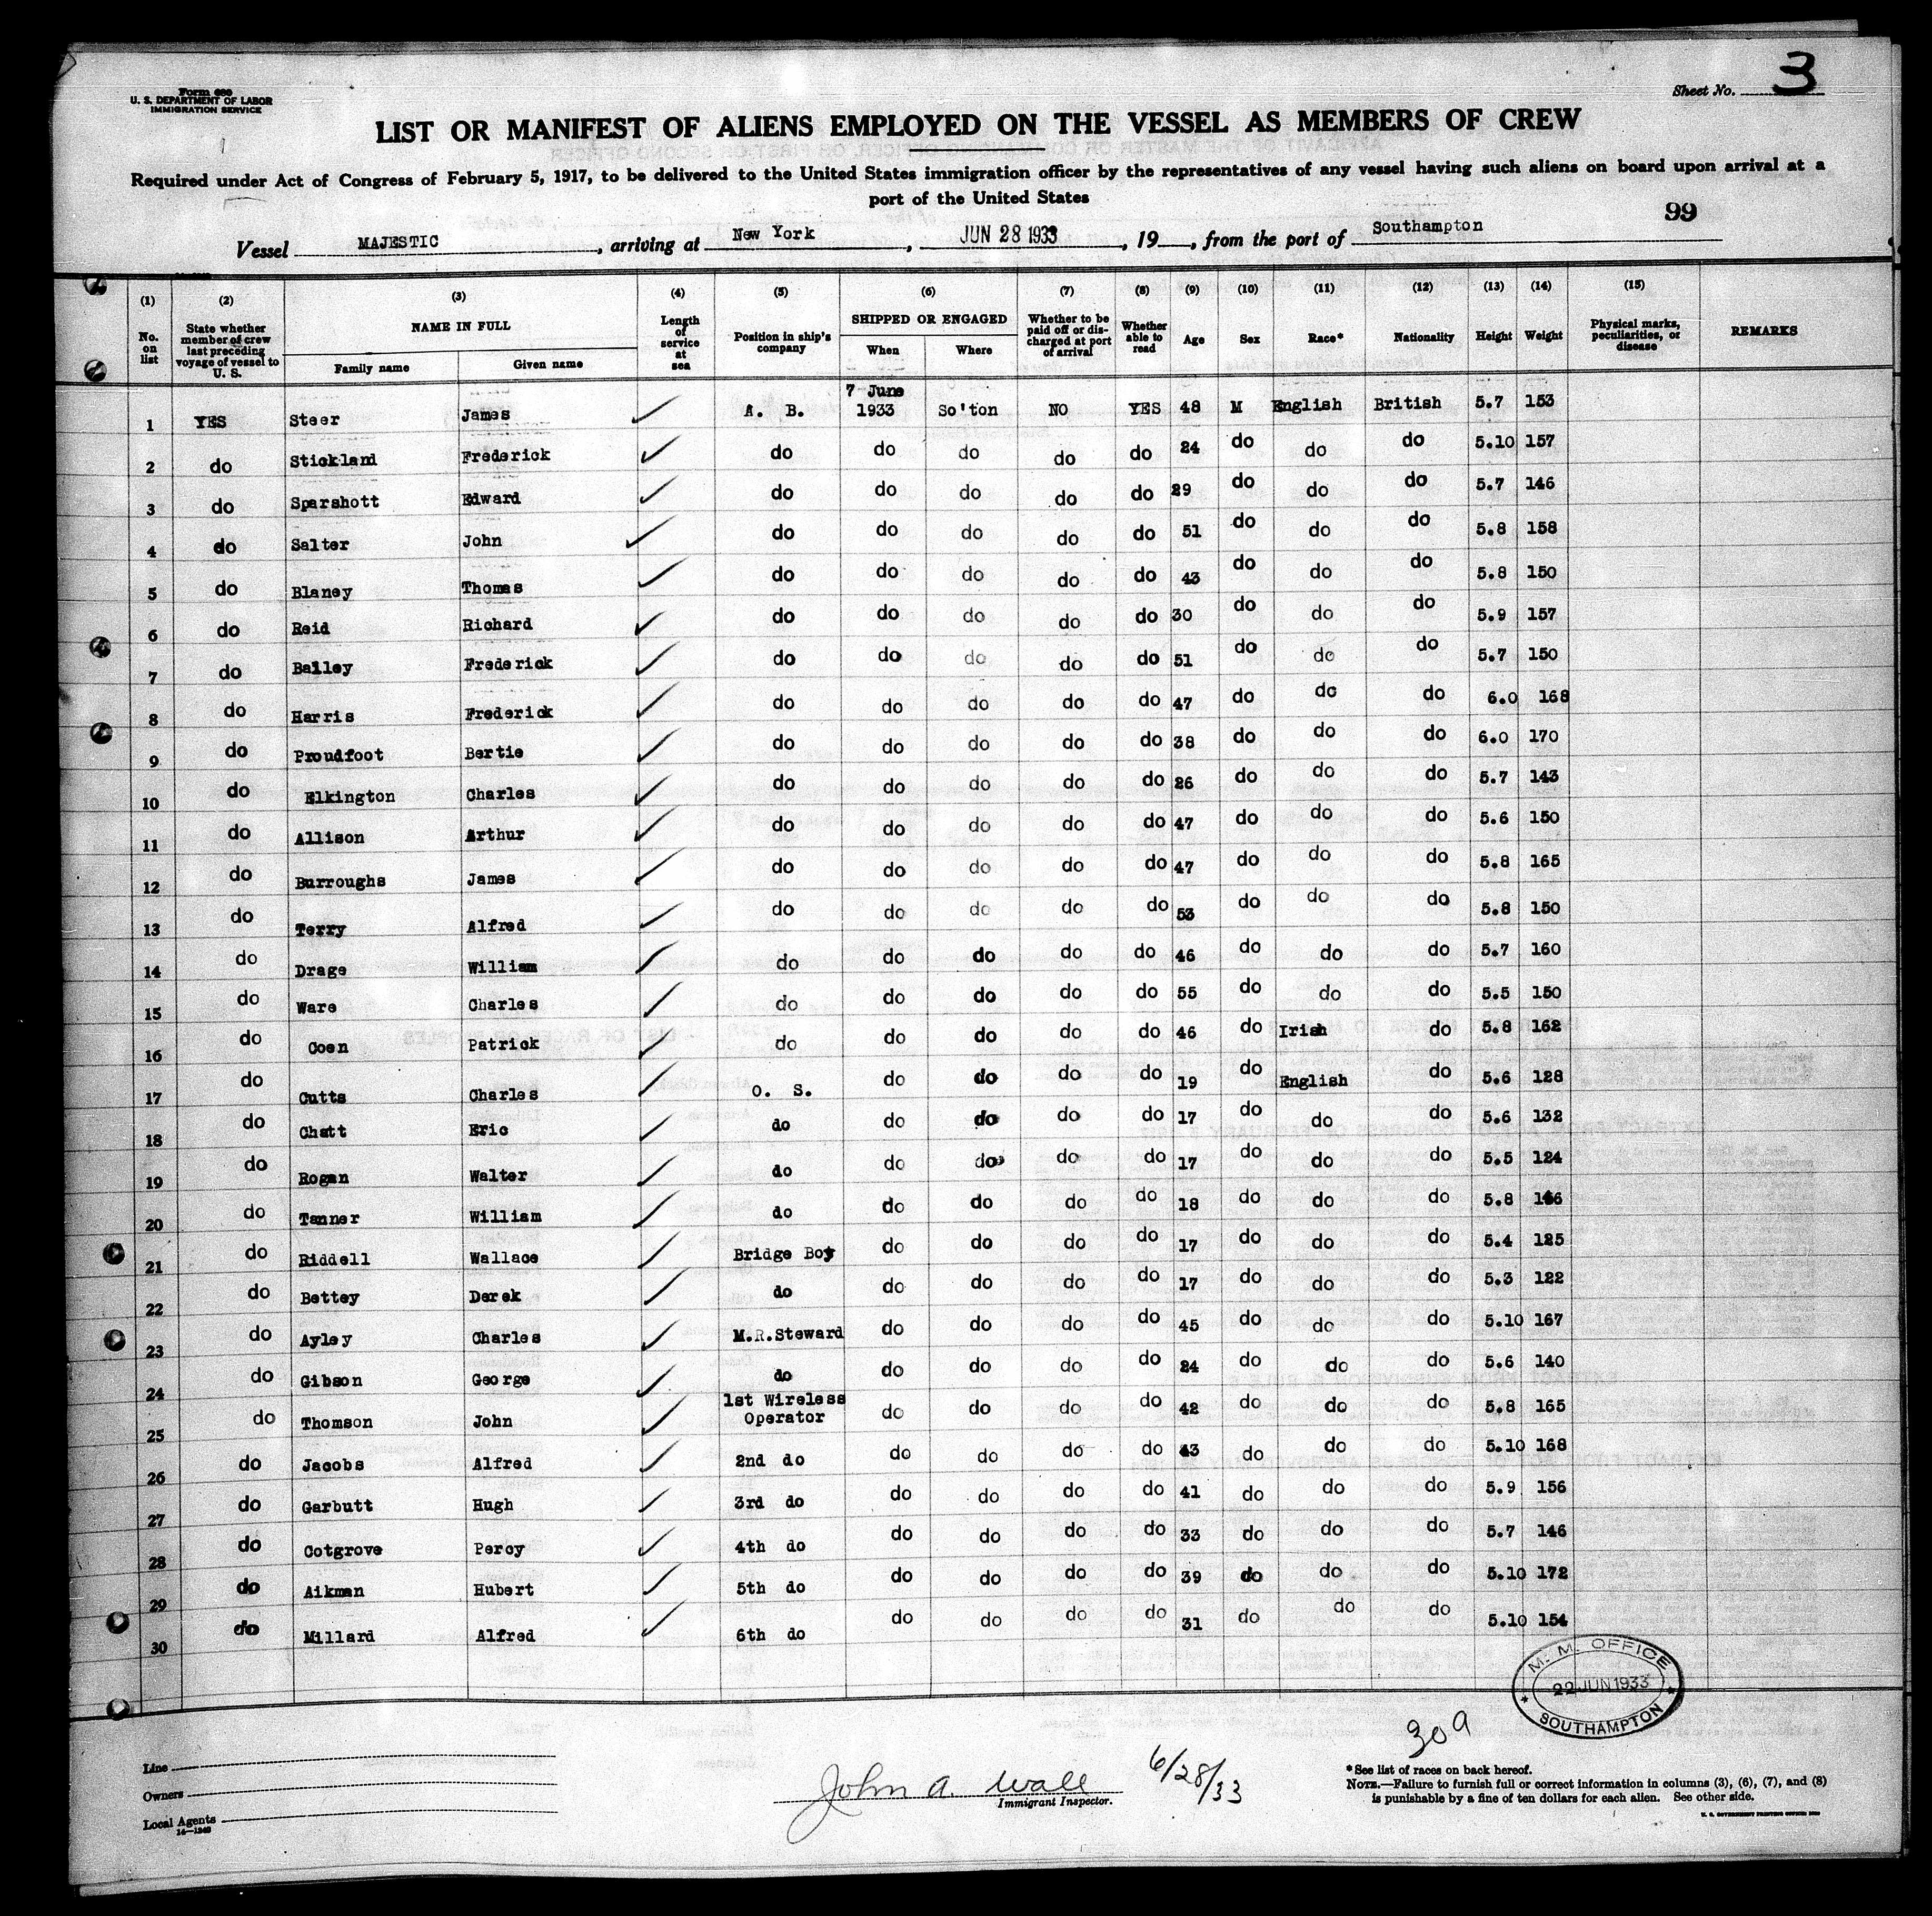 Form 680
U. S. DEPARTMENT OF LABOR
IMMIGRATION SERVICE
Sheet No. 3
LIST OR MANIFEST OF ALIENS EMPLOYED ON THE VESSEL AS MEMBERS OF CREW
Required under Act of Congress of February 5, 1917, to be delivered to the United States immigration officer by the representatives of any vessel having such aliens on board upon arrival at a
port of the United States
99
Vessel MAJESTIC, arriving at New York, JUN 28 1933, 19, from the port of Southampton
(1) (2) (3) (4) (5) (6) (7) (8) (9) (10) (11) (12) (13) (14) (15)
No. on list State whether member of crew last preceding voyage of vessel to U. S. NAME IN FULL Family name Given name Length of service at sea Position in ship's company SHIPPED OR ENGAGED When Where Whether to be paid off or discharged at port of arrival Whether able to read Age Sex Race* Nationality Height Weight Physical marks, peculiarities, or disease REMARKS
1 YES Steer James A. B. 7 June 1933 So'ton NO YES 48 M English British 5.7 153
2 do Stickland Frederick do do do do do 24 do do do 5.10 157
3 do Sparshott Edward do do do do do 29 do do do 5.7 146
4 do Salter John do do do do do 51 do do do 5.8 158
5 do Blaney Thomas do do do do do 43 do do do 5.8 150
6 do Reid Richard do do do do do 30 do do do 5.9 157
7 do Bailey Frederick do do do do do 51 do do do 5.7 150
8 do Harris Frederick do do do do do 47 do do do 6.0 168
9 do Proudfoot Bertie do do do do do 38 do do do 6.0 170
10 do Elkington Charles do do do do do 26 do do do 5.7 143
11 do Allison Arthur do do do do do 47 do do do 5.6 150
12 do Burroughs James do do do do do 47 do do do 5.8 165
13 do Terry Alfred do do do do do 53 do do do 5.8 150
14 do Drage William do do do do do 46 do do do 5.7 160
15 do Ware Charles do do do do do 55 do do do 5.5 150
16 do Coen Patrick do do do do do 46 do Irish do 5.8 162
17 do Cutts Charles O. S. do do do do 19 do English do 5.6 128
18 do Chatt Eric do do do do do 17 do do do 5.6 132
19 do Rogan Walter do do do do do 17 do do do 5.5 124
20 do Tanner William do do do do do 18 do do do 5.8
21 do Riddell Wallace Bridge Boy do do do do 17 do do do 5.4 125
22 do Bettey Derek do do do do do 17 do do do 5.3 122
23 do Ayley Charles M.R.Steward do do do do 45 do do do 5.10 167
24 do Gibson George do do do do do 24 do do do 5.6 140
25 do Thomson John 1st Wireless Operator do do do do 42 do do do 5.8 165
26 do Jacobs Alfred 2nd do do do do do 43 do do do 5.10 168
27 do Garbutt Hugh 3rd do do do do do 41 do do do 5.9 156
28 do Cotgrove Percy 4th do do do do do 33 do do do 5.7 146
29 do Aikman Hubert 5th do do do do do 39 do do do 5.10 172
30 do Millard Alfred 6th do do do do do 31 do do do 5.10 154
M. M. OFFICE
22 JUN 1933
SOUTHAMPTON
30 a
Line
Owners
Local Agents
14—1240
John A. Wall 6/28/33
Immigrant Inspector.
*See list of races on back hereof.
NOTE.—Failure to furnish full or correct information in columns (3), (6), (7), and (8)
is punishable by a fine of ten dollars for each alien. See other side.